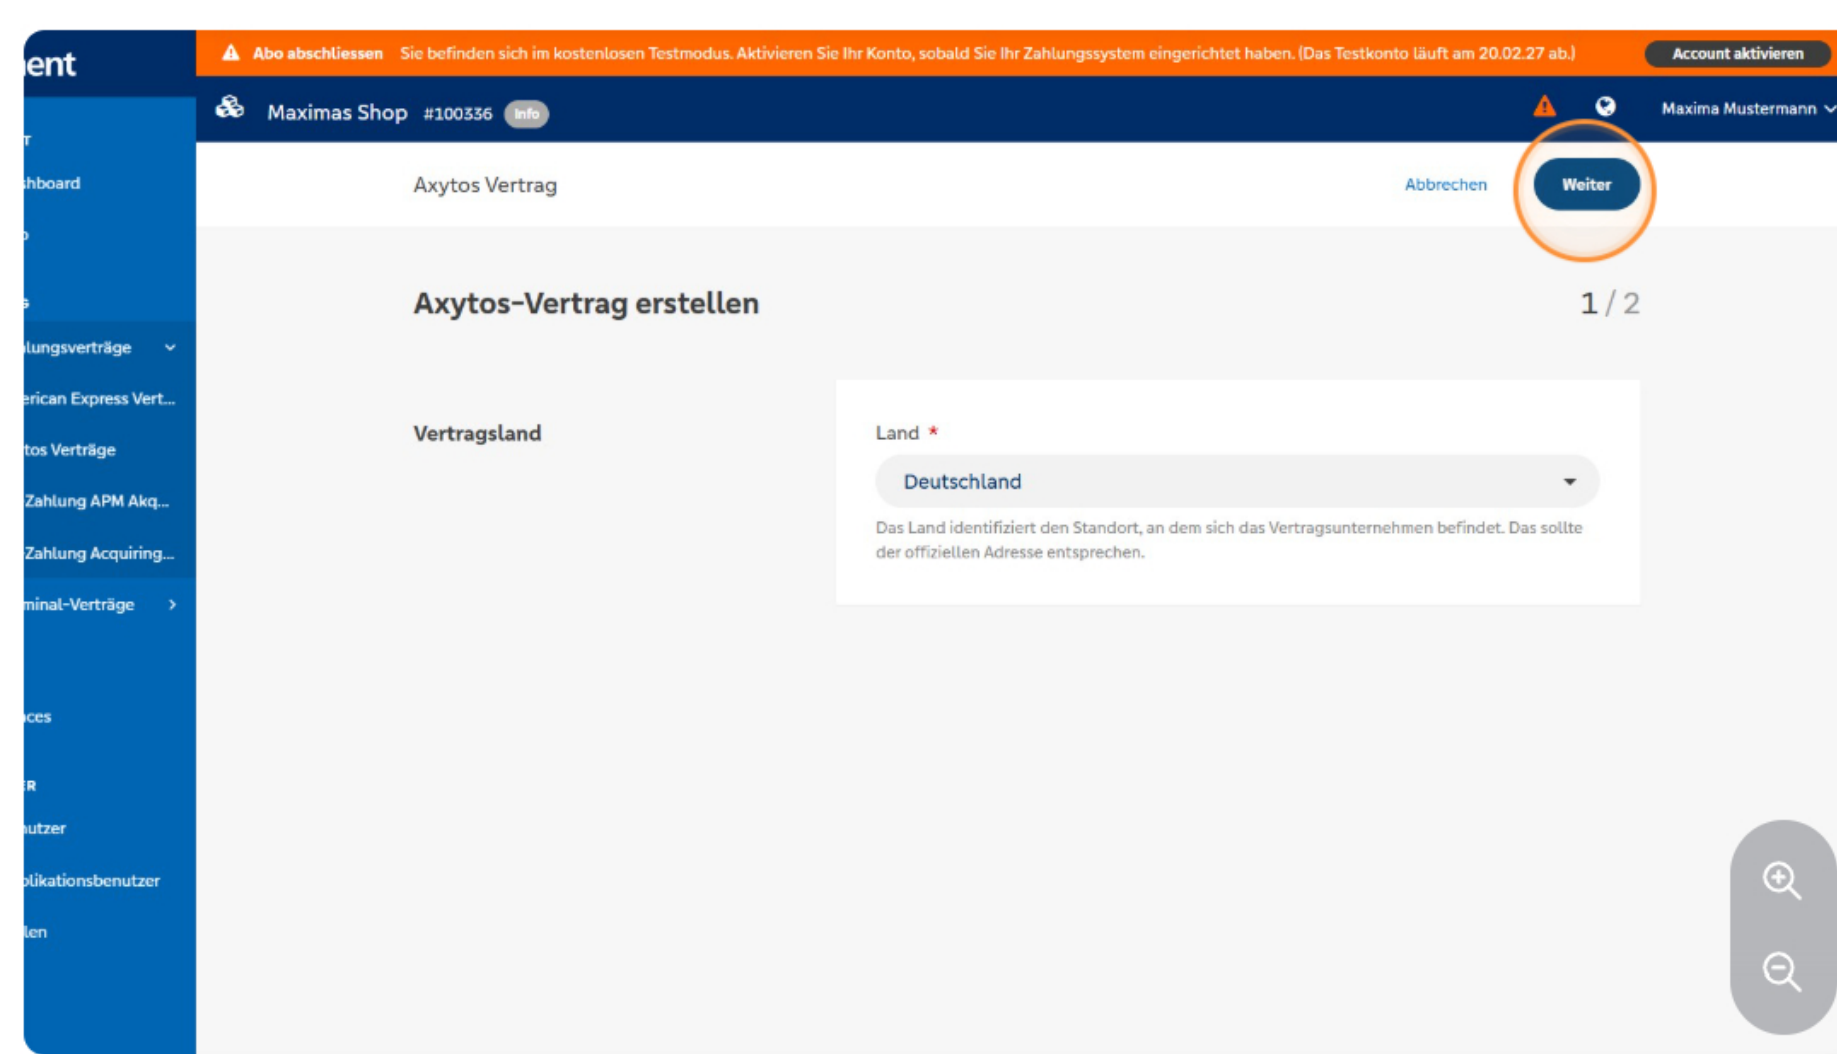 ent
Abo abschliessen Sie befinden sich im kostenlosen Testmodus. Aktivieren Sie Ihr Konto, sobald Sie Ihr Zahlungssystem eingerichtet haben. (Das Testkonto läuft am 20.02.27 ab.) Account aktivieren
Maximas Shop #100336 Info Maxima Mustermann
T
hboard
Axytos Vertrag Abbrechen Weiter
Axytos-Vertrag erstellen 1 / 2
lungsverträge
erican Express Vert...
tos Verträge
Zahlung APM Akq...
Zahlung Acquiring...
minal-Verträge
Vertragsland
Land *
Deutschland
Das Land identifiziert den Standort, an dem sich das Vertragsunternehmen befindet. Das sollte
der offiziellen Adresse entsprechen.
ces
ER
utzer
likationsbenutzer
len